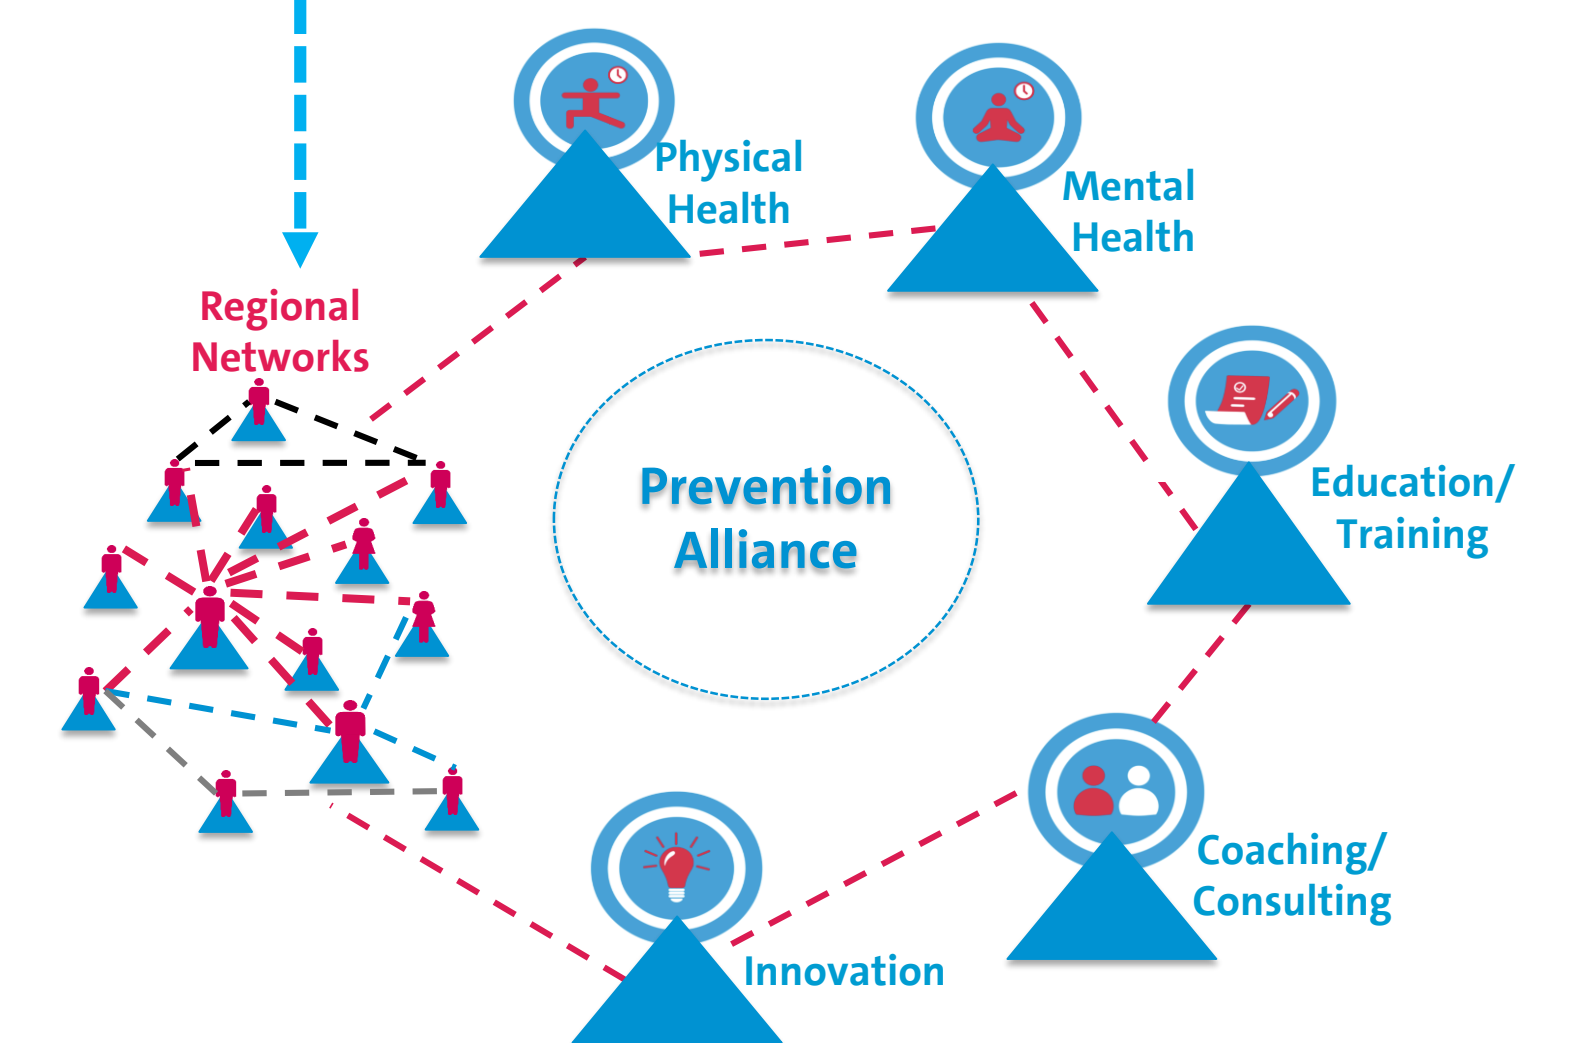 Physical
Health
Mental
Health
Regional
Networks
Prevention
Alliance
Education/
Training
Coaching/
Consulting
Innovation